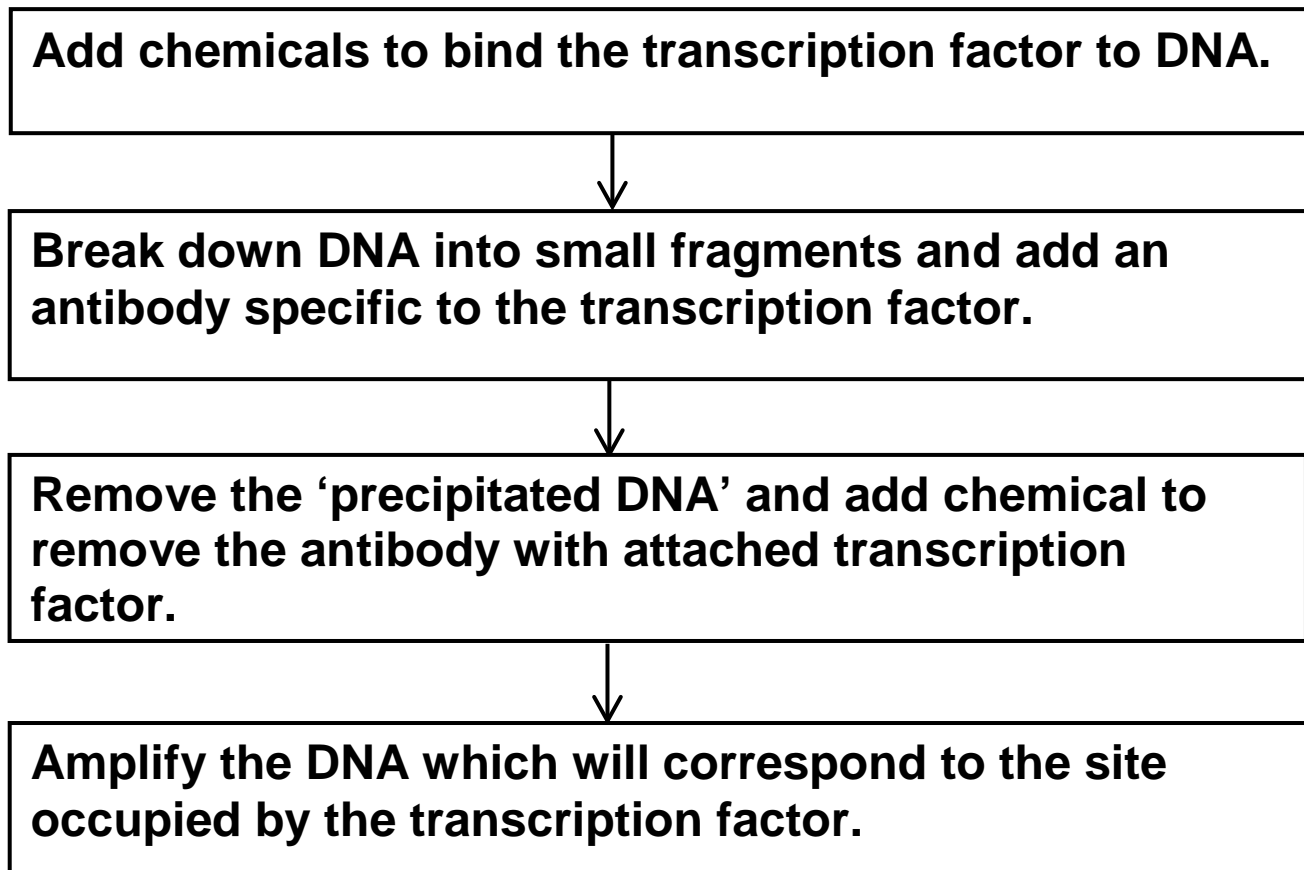 Add chemicals to bind the transcription factor to DNA.
Break down DNA into small fragments and add an
antibody specific to the transcription factor.
Remove the ‘precipitated DNA’ and add chemical to
remove the antibody with attached transcription
factor.
Amplify the DNA which will correspond to the site
occupied by the transcription factor.